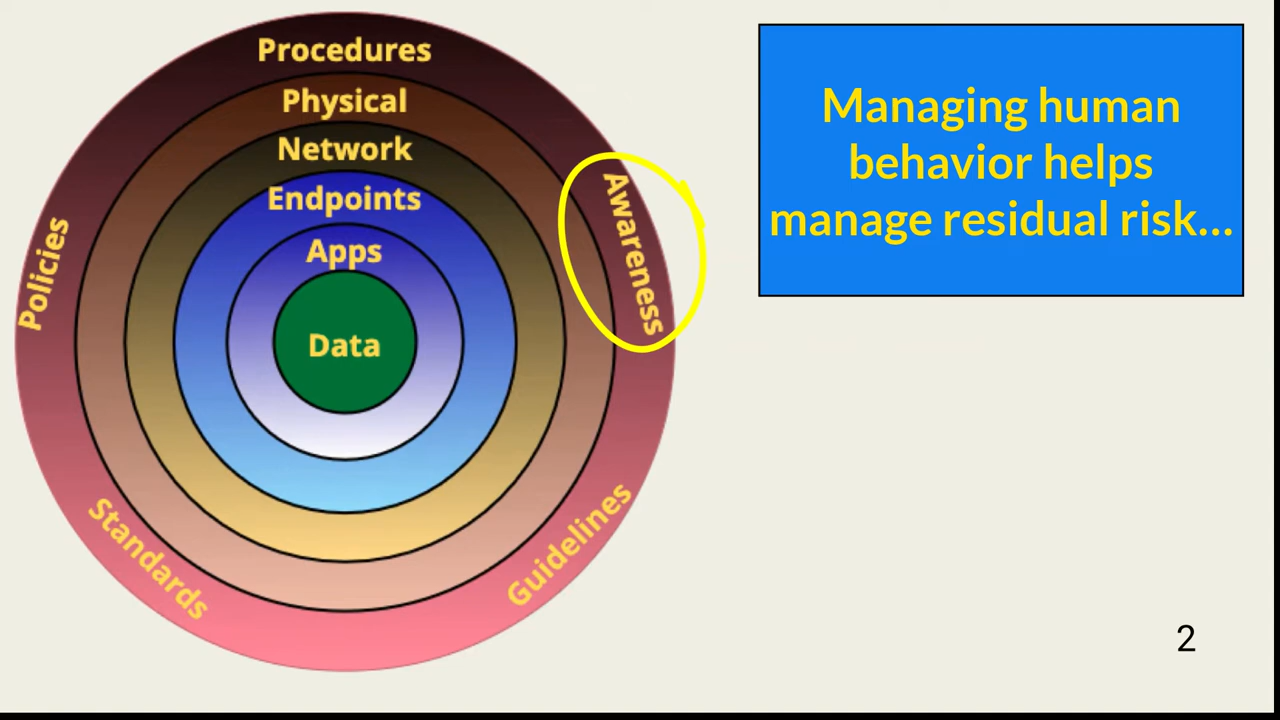 Procedures
Physical
Network
Endpoints
Apps
Data
Policies
Awareness
Standards
Guidelines
Managing human
behavior helps
manage residual risk...
2